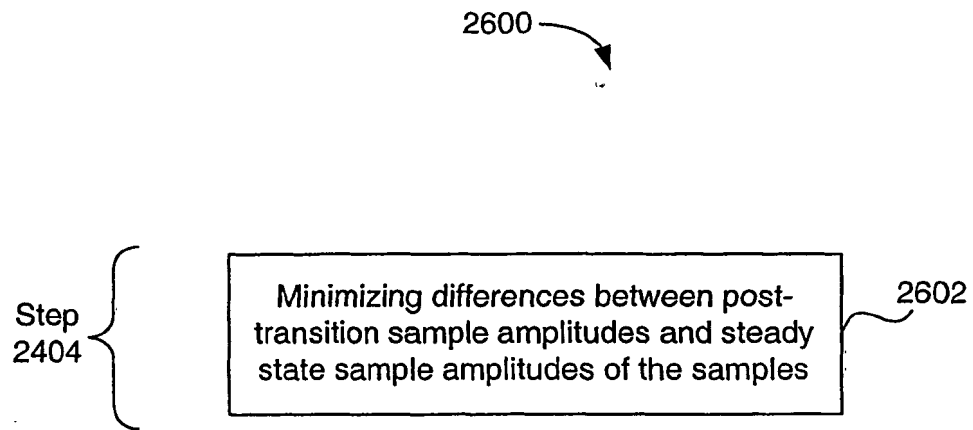 2600
Step
2404
Minimizing differences between post-
transition sample amplitudes and steady
state sample amplitudes of the samples
2602